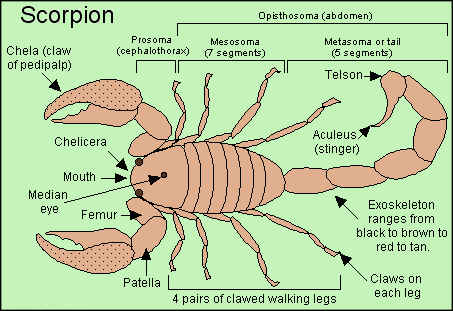 Scorpion
Opisthosoma (abdomen)
Prosoma
(cephalothorax)
Mesosoma
(7 segments)
Metasoma or tail
(5 segments)
Chela (claw
of pedipalp)
Telson
Aculeus
(stinger)
Chelicera
Mouth
Median
eye
Femur
Patella
Exoskeleton
ranges from
black to brown to
red to tan.
Claws on
each leg
4 pairs of clawed walking legs